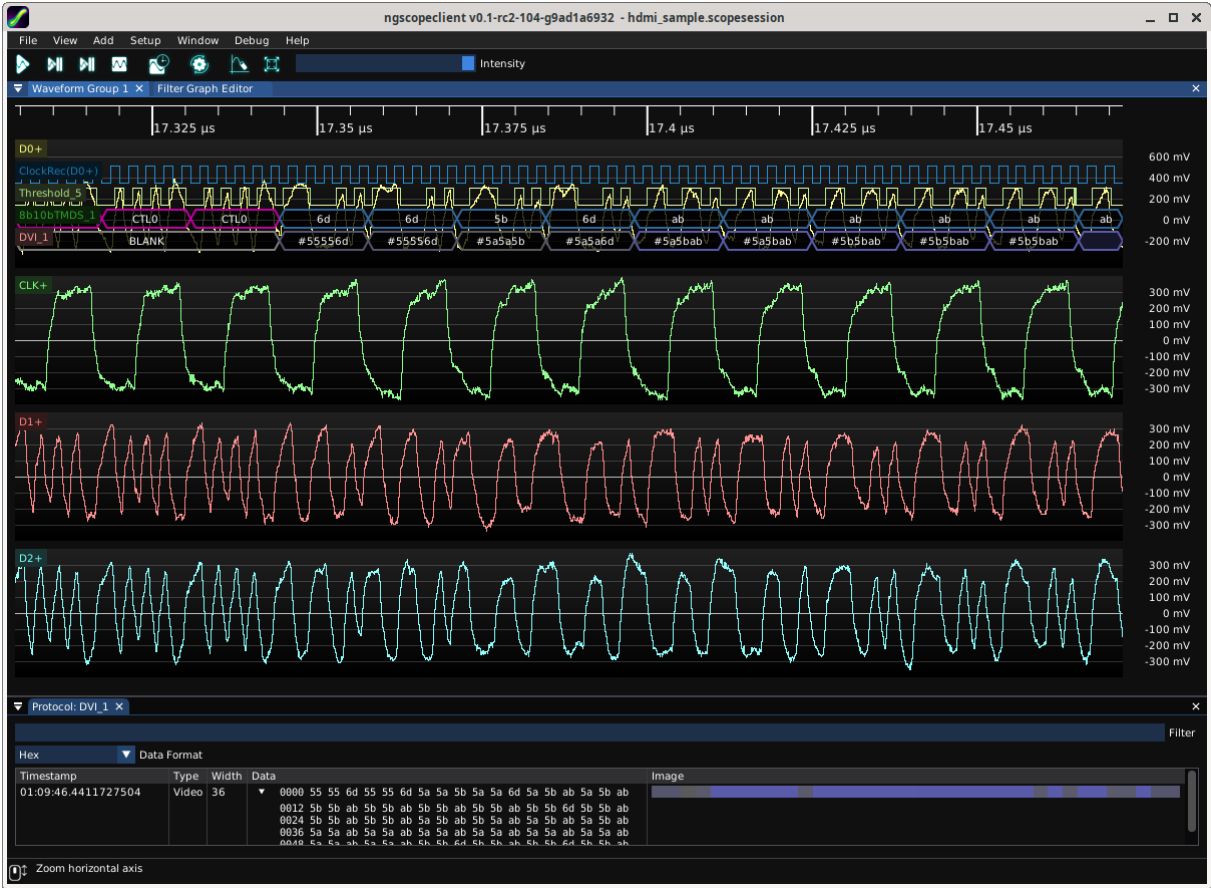 ngscopeclient v0.1-rc2-104-g9ad1a6932 - hdmi_sample.scopesession
File View Add Setup Window Debug Help
Intensity
Waveform Group 1 Filter Graph Editor
17.325 µs 17.35 µs 17.375 µs 17.4 µs 17.425 µs 17.45 µs
D0+
600 mV
ClockRec(D0+)
400 mV
Threshold_5
200 mV
8b10bTMDS_1 CTL0 CTL0 6d 6d 5b 6d ab ab ab ab ab ab
0 mV
DVI_1 BLANK #55556d #55556d #5a5a5b #5a5a6d #5a5bab #5a5bab #5b5bab #5b5bab #5b5bab
-200 mV
CLK+
300 mV
200 mV
100 mV
0 mV
-100 mV
-200 mV
-300 mV
D1+
300 mV
200 mV
100 mV
0 mV
-100 mV
-200 mV
-300 mV
D2+
300 mV
200 mV
100 mV
0 mV
-100 mV
-200 mV
-300 mV
Protocol: DVI_1
Filter
Hex Data Format
Timestamp Type Width Data Image
01:09:46.4411727504 Video 36 0000 55 55 6d 55 55 6d 5a 5a 5b 5a 5a 6d 5a 5b ab 5a 5b ab
0012 5b 5b ab 5b 5b ab 5b 5b ab 5b 5b 6d 5b 5b ab
0024 5b 5b ab 5b 5b ab 5b 5b ab 5b 5a ab 5b 5a ab
0036 5a 5a ab 5a 5a ab 5a 5a ab 5a 5a ab 5a 5a ab
0048 5a 5a ab 5a 5a ab 5b 5b 6d 5b 5b ab 5b 5b 6d 5b 5b ab
Zoom horizontal axis